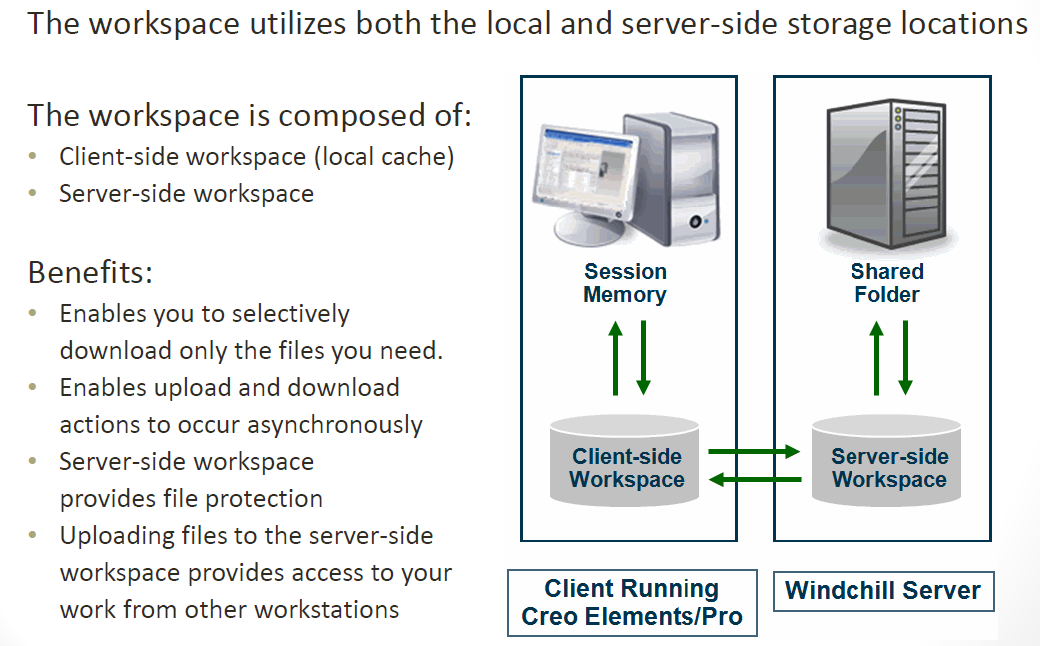 The workspace utilizes both the local and server-side storage locations
The workspace is composed of:
• Client-side workspace (local cache)
• Server-side workspace
Benefits:
• Enables you to selectively
download only the files you need.
• Enables upload and download
actions to occur asynchronously
• Server-side workspace
provides file protection
• Uploading files to the server-side
workspace provides access to your
work from other workstations
Session
Memory
Client-side
Workspace
Client Running
Creo Elements/Pro
Shared
Folder
Server-side
Workspace
Windchill Server